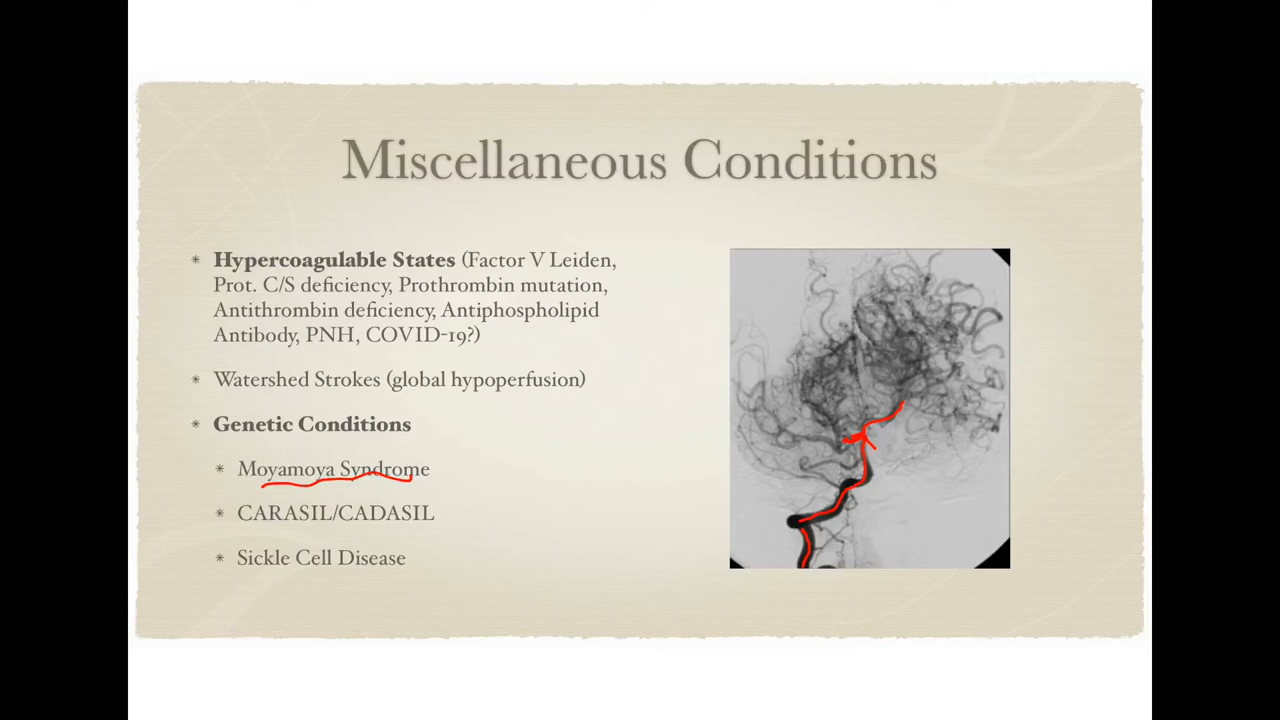 Miscellaneous Conditions
* Hypercoagulable States (Factor V Leiden,
Prot. C/S deficiency, Prothrombin mutation,
Antithrombin deficiency, Antiphospholipid
Antibody, PNH, COVID-19?)
* Watershed Strokes (global hypoperfusion)
* Genetic Conditions
* Moyamoya Syndrome
* CARASIL/CADASIL
* Sickle Cell Disease